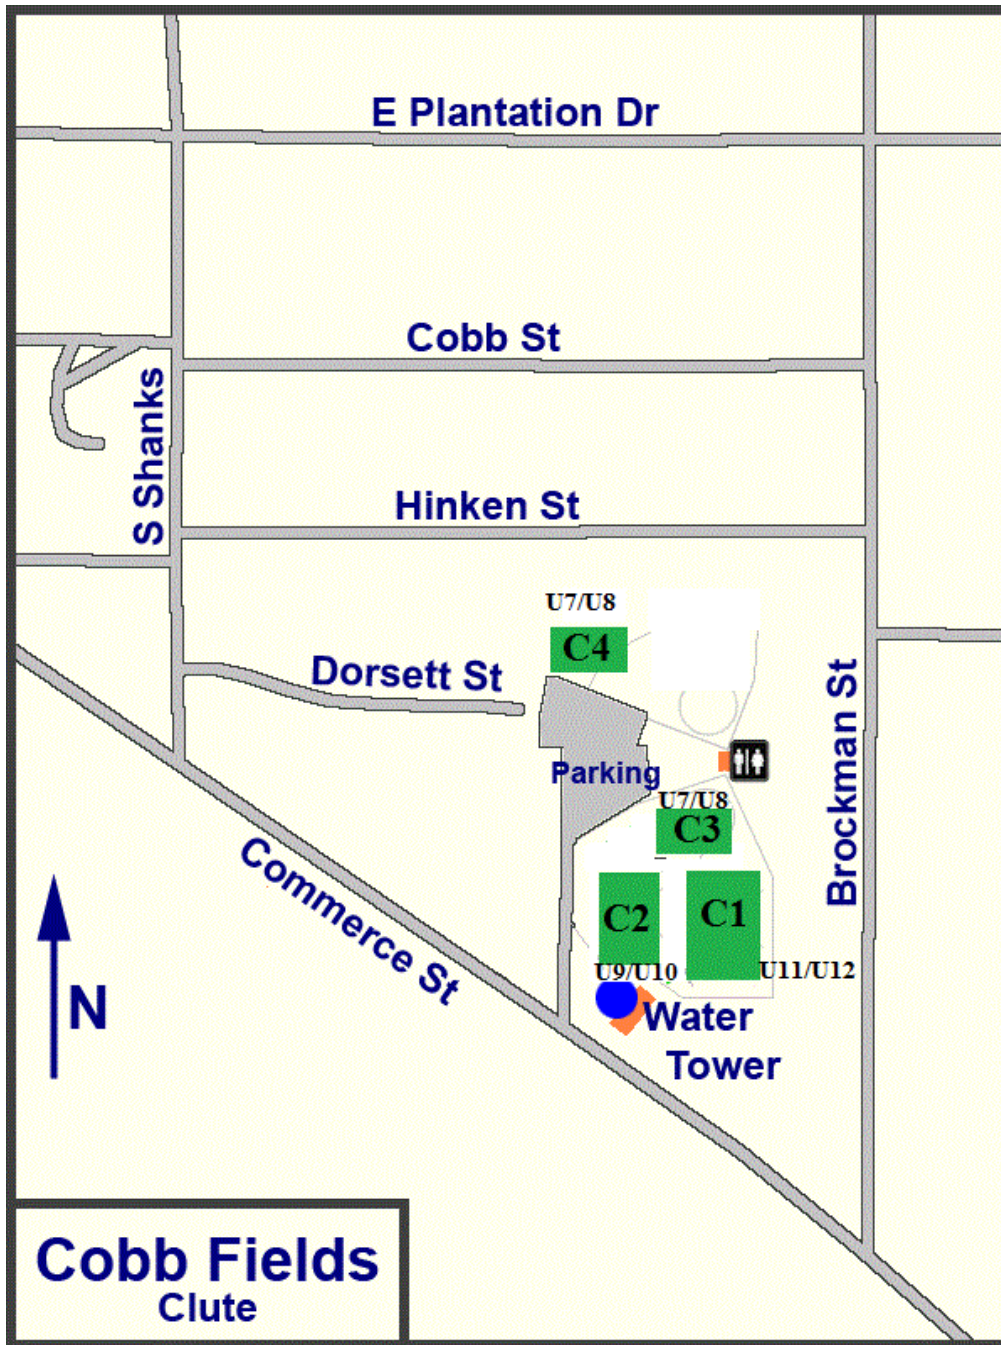 E Plantation Dr
Cobb St
S Shanks
Hinken St
U7/U8
C4
Dorsett St
Parking
U7/U8
C3
Brockman St
Commerce St
C2
C1
U9/U10
U11/U12
N
Water
Tower
Cobb Fields
Clute